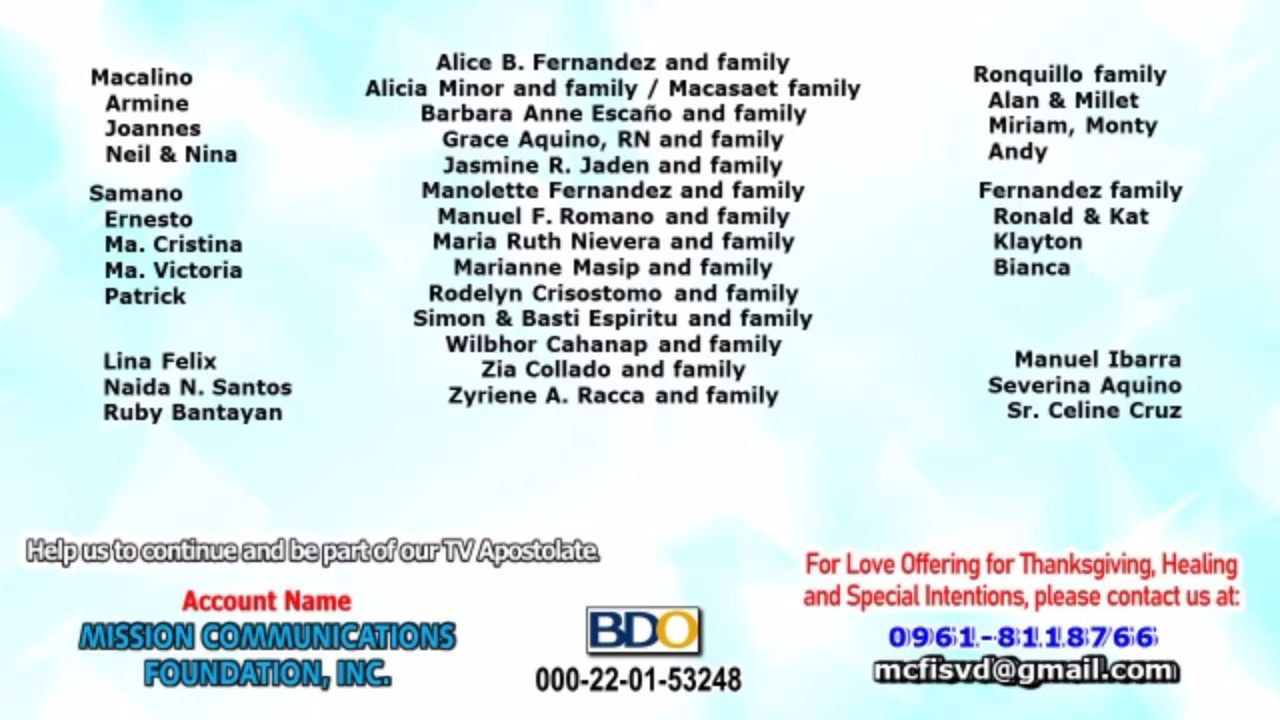 Macalino
Armine
Joannes
Neil & Nina
Samano
Ernesto
Ma. Cristina
Ma. Victoria
Patrick
Lina Felix
Naida N. Santos
Ruby Bantayan
Alice B. Fernandez and family
Alicia Minor and family / Macasaet family
Barbara Anne Escaño and family
Grace Aquino, RN and family
Jasmine R. Jaden and family
Manolette Fernandez and family
Manuel F. Romano and family
Maria Ruth Nievera and family
Marianne Masip and family
Rodelyn Crisostomo and family
Simon & Basti Espiritu and family
Wilbhor Cahanap and family
Zia Collado and family
Zyriene A. Racca and family
Ronquillo family
Alan & Millet
Miriam, Monty
Andy
Fernandez family
Ronald & Kat
Klayton
Bianca
Manuel Ibarra
Severina Aquino
Sr. Celine Cruz
Help us to continue and be part of our TV Apostolate.
Account Name
MISSION COMMUNICATIONS
FOUNDATION, INC.
BDO
000-22-01-53248
For Love Offering for Thanksgiving, Healing
and Special Intentions, please contact us at:
0961-8118766
mcfisvd@gmail.com